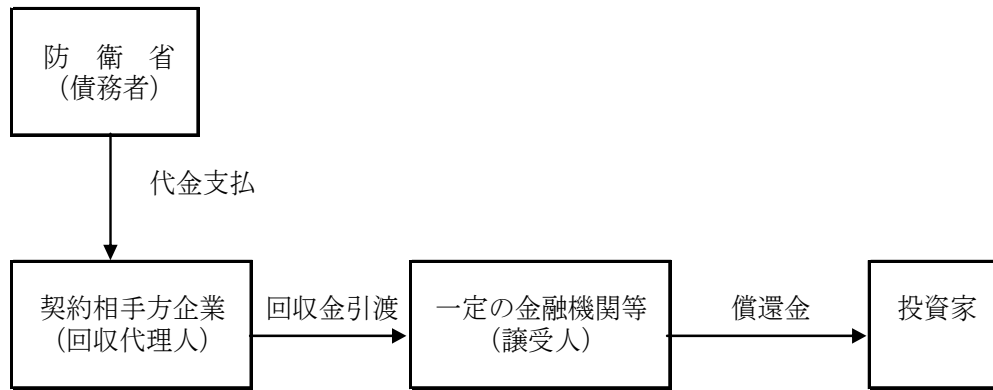 防　衛　省
（債務者）
代金支払
契約相手方企業
（回収代理人）
回収金引渡
一定の金融機関等
（譲受人）
償還金
投資家